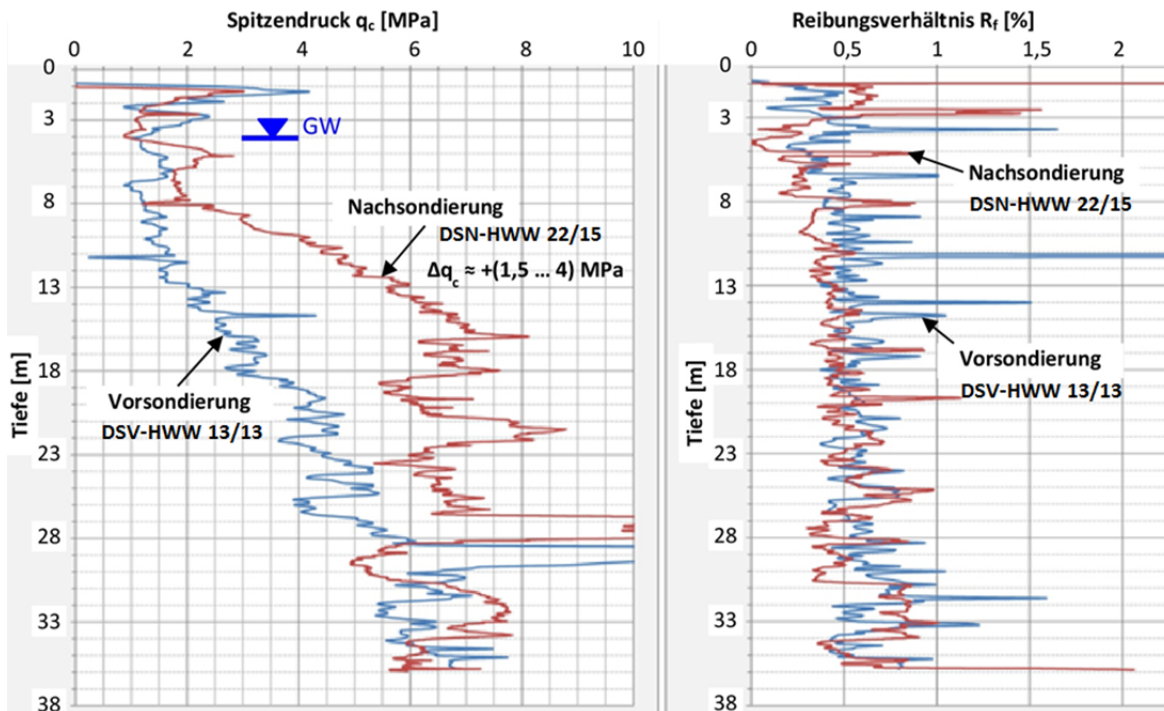 Spitzendruck qc [MPa]
0 2 4 6 8 10
0
3
8
13
18
23
28
33
38
Tiefe [m]
GW
Nachsondierung
DSN-HWW 22/15
Δqc ≈ +(1,5 ... 4) MPa
Vorsondierung
DSV-HWW 13/13
Reibungsverhältnis Rf [%]
0 0,5 1 1,5 2
0
3
8
13
18
23
28
33
38
Tiefe [m]
Nachsondierung
DSN-HWW 22/15
Vorsondierung
DSV-HWW 13/13